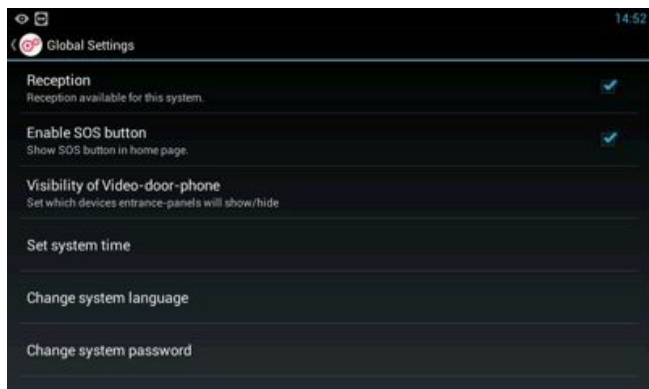 14:52
Global Settings
Reception
Reception available for this system.
Enable SOS button
Show SOS button in home page.
Visibility of Video-door-phone
Set which devices entrance-panels will show/hide
Set system time
Change system language
Change system password